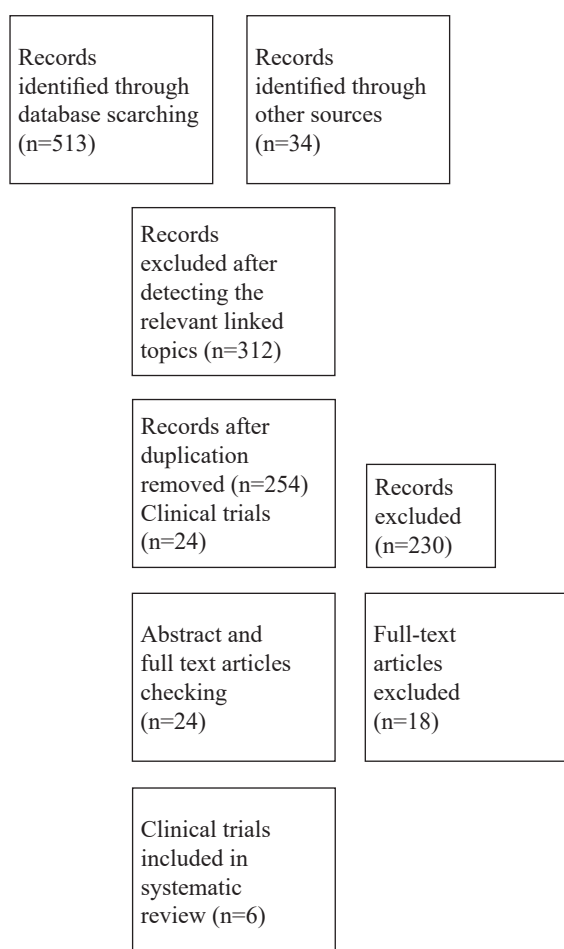 Records
identified through
database scarching
(n=513)
Records
identified through
other sources
(n=34)
Records
excluded after
detecting the
relevant linked
topics (n=312)
Records after
duplication
removed (n=254)
Clinical trials
(n=24)
Records
excluded
(n=230)
Abstract and
full text articles
checking
(n=24)
Full-text
articles
excluded
(n=18)
Clinical trials
included in
systematic
review (n=6)